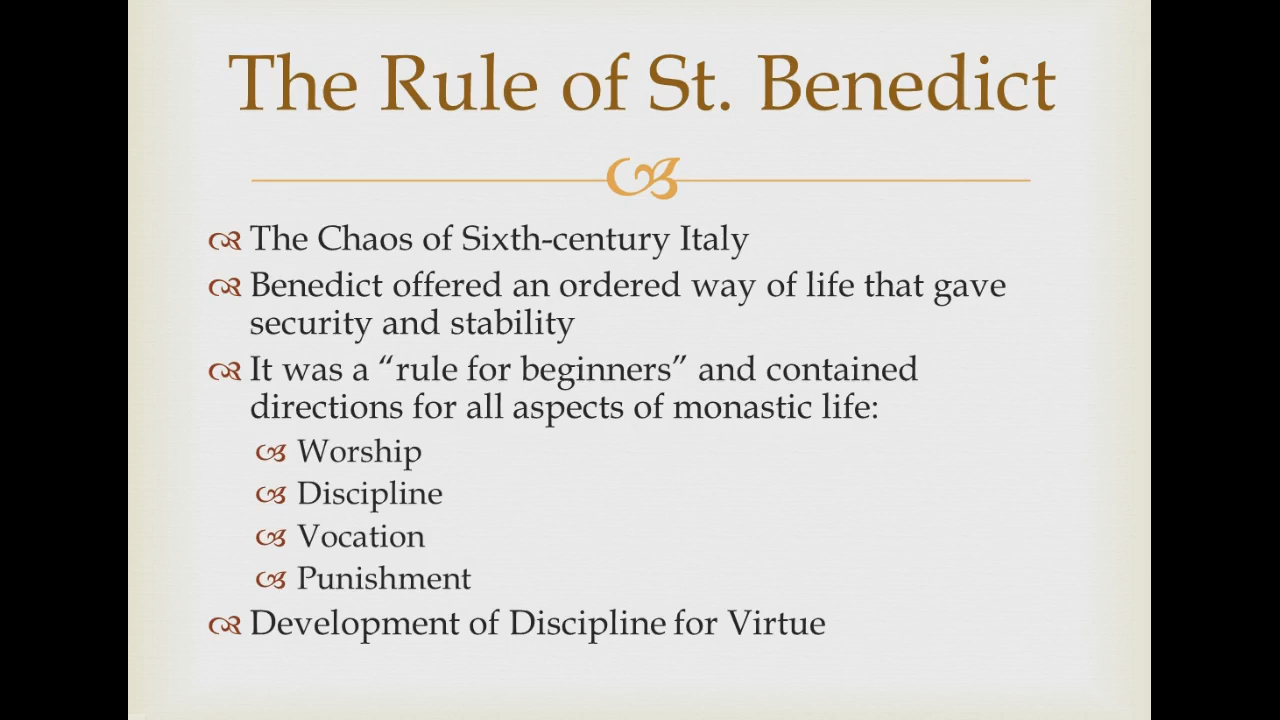 The Rule of St. Benedict
The Chaos of Sixth-century Italy
Benedict offered an ordered way of life that gave
security and stability
It was a “rule for beginners” and contained
directions for all aspects of monastic life:
Worship
Discipline
Vocation
Punishment
Development of Discipline for Virtue